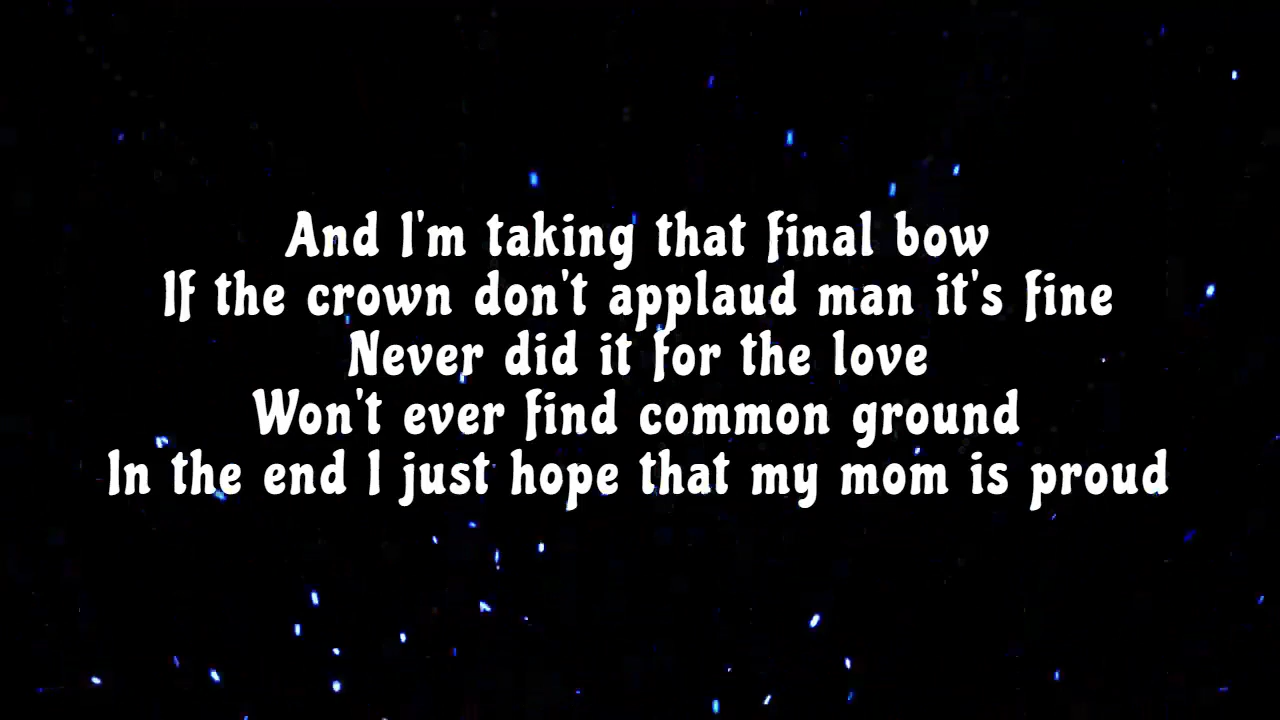 And I'm taking that final bow
If the crown don't applaud man it's fine
Never did it for the love
Won't ever find common ground
In the end I just hope that my mom is proud